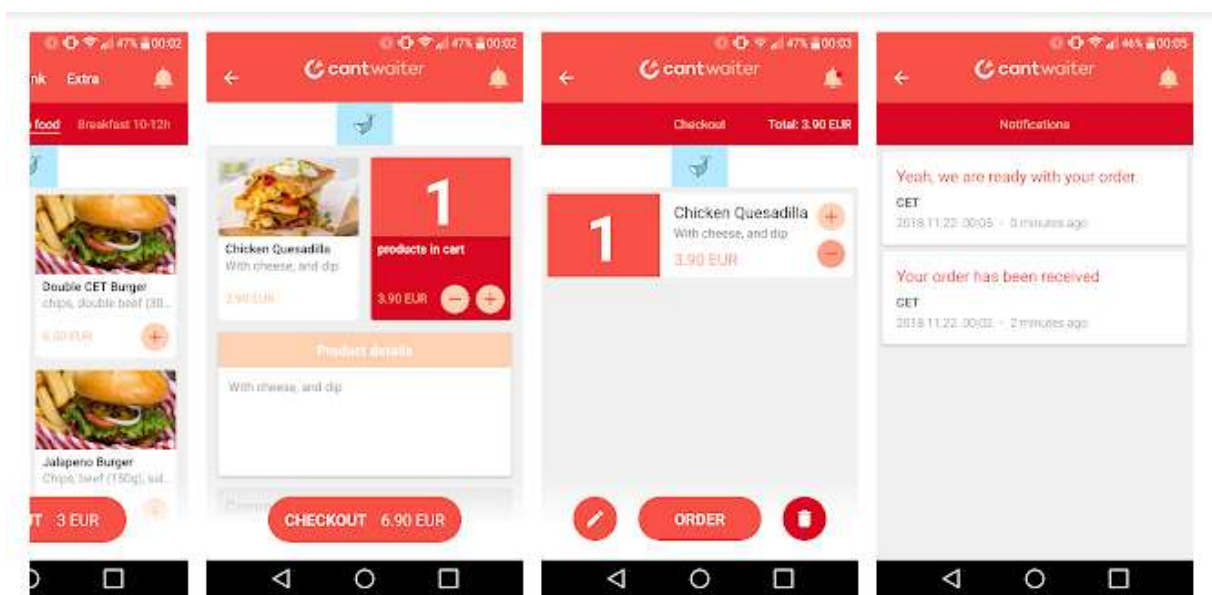 47% 00:02
nk Extra
food Breakfast 10-12h
Double CET Burger
chips, double beef (30...
6.90 EUR
Jalapeno Burger
Chips, beef (150g), sal...
T 3 EUR
47% 00:02
cantwaiter
Chicken Quesadilla
With cheese, and dip
3.90 EUR
1
products in cart
3.90 EUR
Product details
With cheese, and dip
CHECKOUT 6.90 EUR
47% 00:03
cantwaiter
Checkout Total: 3.90 EUR
1
Chicken Quesadilla
With cheese, and dip
3.90 EUR
ORDER
46% 00:05
cantwaiter
Notifications
Yeah, we are ready with your order.
CET
2018.11.22. 00:05 - 0 minutes ago
Your order has been received
CET
2018.11.22. 00:02 - 2 minutes ago